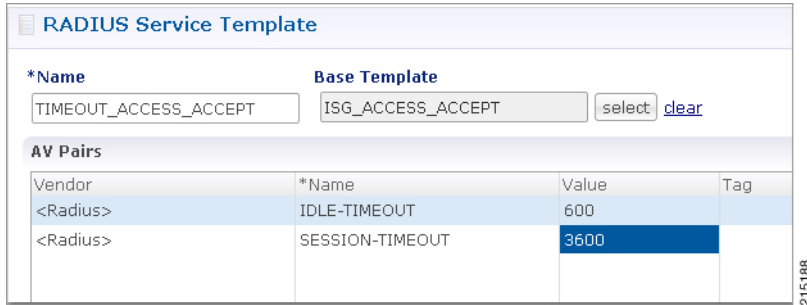 RADIUS Service Template
*Name Base Template
TIMEOUT_ACCESS_ACCEPT ISG_ACCESS_ACCEPT select clear
AV Pairs
Vendor *Name Value Tag
<Radius> IDLE-TIMEOUT 600
<Radius> SESSION-TIMEOUT 3600
215188